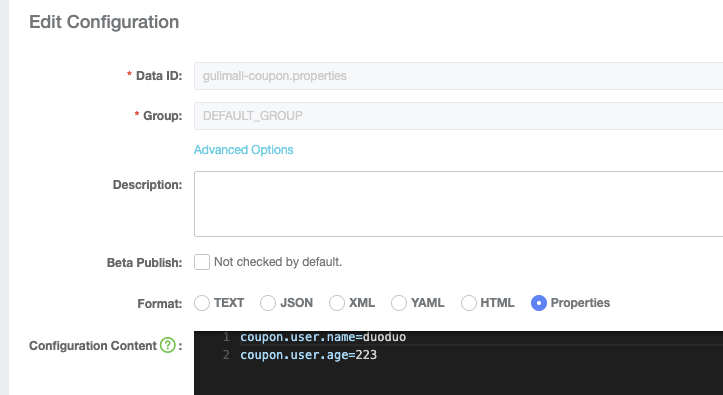 Edit Configuration
* Data ID: gulimall-coupon.properties
* Group: DEFAULT_GROUP
Advanced Options
Description:
Beta Publish: Not checked by default.
Format: TEXT JSON XML YAML HTML Properties
Configuration Content ? :
1 coupon.user.name=duoduo
2 coupon.user.age=223